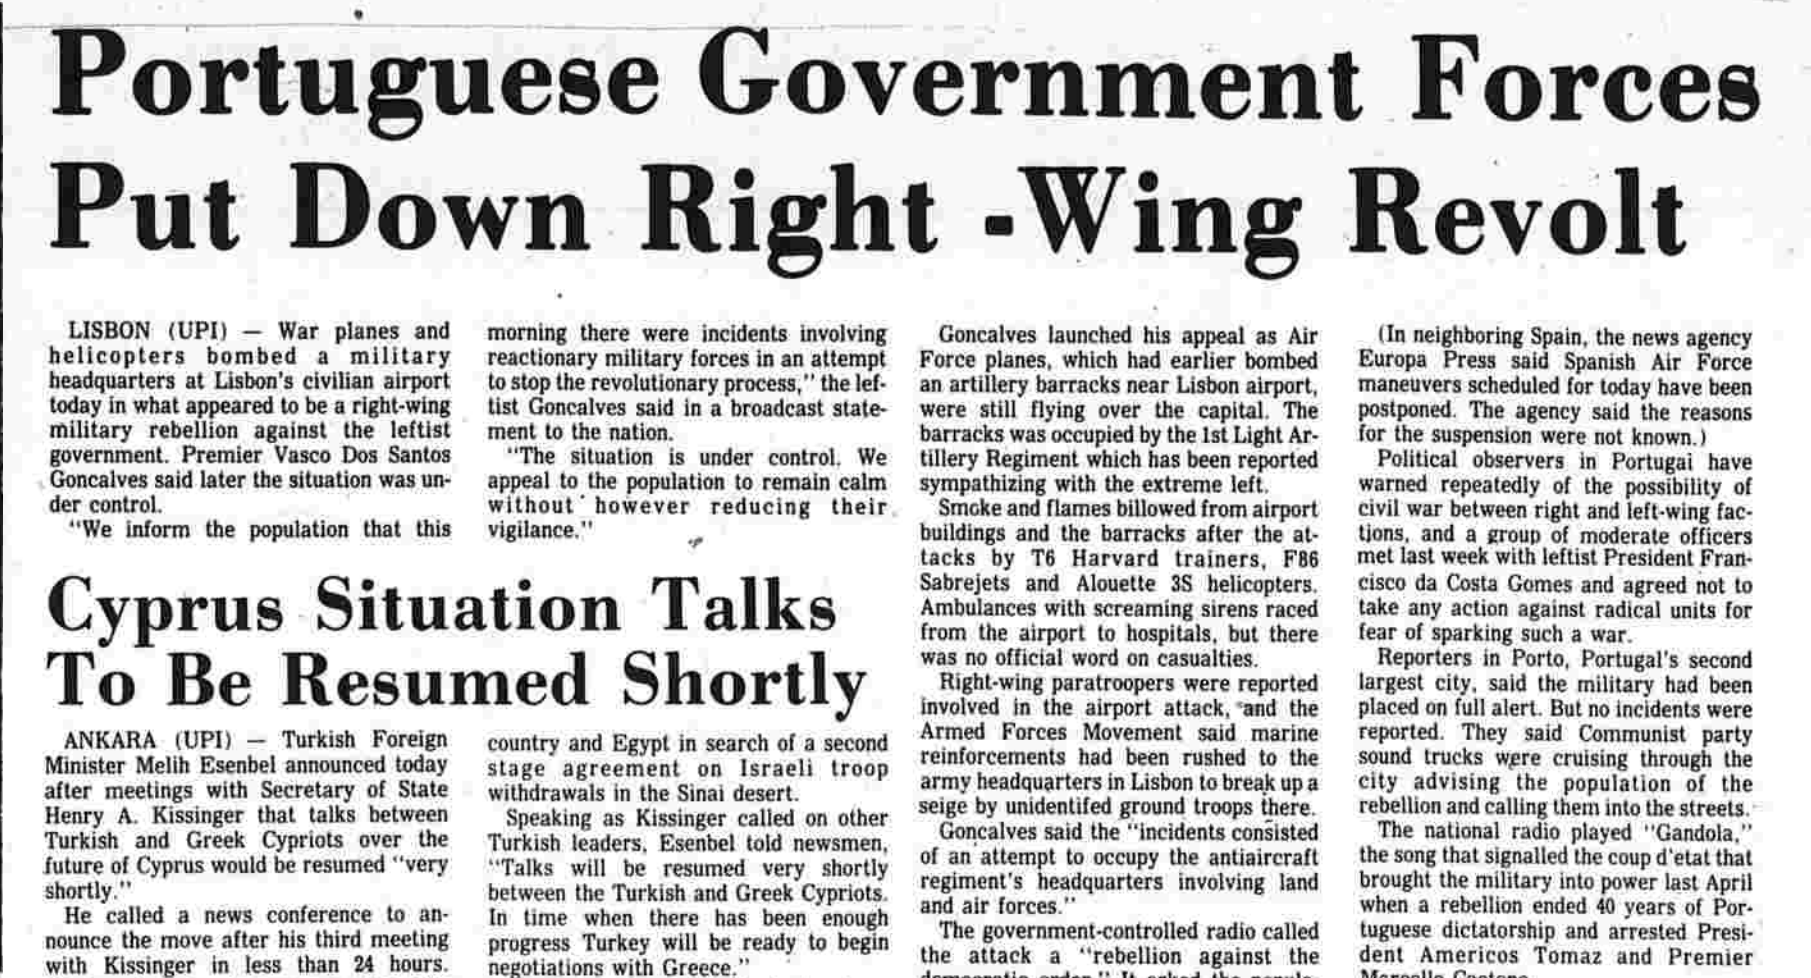 Portuguese Government Forces
Put Down Right -Wing Revolt
LISBON (UPI) — War planes and
helicopters bombed a military
headquarters at Lisbon's civilian airport
today in what appeared to be a right-wing
military rebellion against the leftist
government. Premier Vasco Dos Santos
Goncalves said later the situation was un-
der control.
"We inform the population that this
morning there were incidents involving
reactionary military forces in an attempt
to stop the revolutionary process," the lef-
tist Goncalves said in a broadcast state-
ment to the nation.
"The situation is under control. We
appeal to the population to remain calm
without however reducing their
vigilance."
Goncalves launched his appeal as Air
Force planes, which had earlier bombed
an artillery barracks near Lisbon airport,
were still flying over the capital. The
barracks was occupied by the 1st Light Ar-
tillery Regiment which has been reported
sympathizing with the extreme left.
Smoke and flames billowed from airport
buildings and the barracks after the at-
tacks by T6 Harvard trainers, F86
Sabrejets and Alouette 3S helicopters.
Ambulances with screaming sirens raced
from the airport to hospitals, but there
was no official word on casualties.
Right-wing paratroopers were reported
involved in the airport attack, and the
Armed Forces Movement said marine
reinforcements had been rushed to the
army headquarters in Lisbon to break up a
seige by unidentifed ground troops there.
Gonçalves said the "incidents consisted
of an attempt to occupy the antiaircraft
regiment's headquarters involving land
and air forces."
The government-controlled radio called
the attack a "rebellion against the
democratic order." It asked the popula-
(In neighboring Spain, the news agency
Europa Press said Spanish Air Force
maneuvers scheduled for today have been
postponed. The agency said the reasons
for the suspension were not known.)
Political observers in Portugai have
warned repeatedly of the possibility of
civil war between right and left-wing fac-
tions, and a group of moderate officers
met last week with leftist President Fran-
cisco da Costa Gomes and agreed not to
take any action against radical units for
fear of sparking such a war.
Reporters in Porto, Portugal's second
largest city, said the military had been
placed on full alert. But no incidents were
reported. They said Communist party
sound trucks were cruising through the
city advising the population of the
rebellion and calling them into the streets.
The national radio played "Gandola,"
the song that signalled the coup d'etat that
brought the military into power last April
when a rebellion ended 40 years of Por-
tuguese dictatorship and arrested Presi-
dent Americos Tomaz and Premier
Marcello Caetano.
Cyprus Situation Talks
To Be Resumed Shortly
ANKARA (UPI) — Turkish Foreign
Minister Melih Esenbel announced today
after meetings with Secretary of State
Henry A. Kissinger that talks between
Turkish and Greek Cypriots over the
future of Cyprus would be resumed "very
shortly."
He called a news conference to an-
nounce the move after his third meeting
with Kissinger in less than 24 hours.
country and Egypt in search of a second
stage agreement on Israeli troop
withdrawals in the Sinai desert.
Speaking as Kissinger called on other
Turkish leaders, Esenbel told newsmen,
"Talks will be resumed very shortly
between the Turkish and Greek Cypriots.
In time when there has been enough
progress Turkey will be ready to begin
negotiations with Greece."